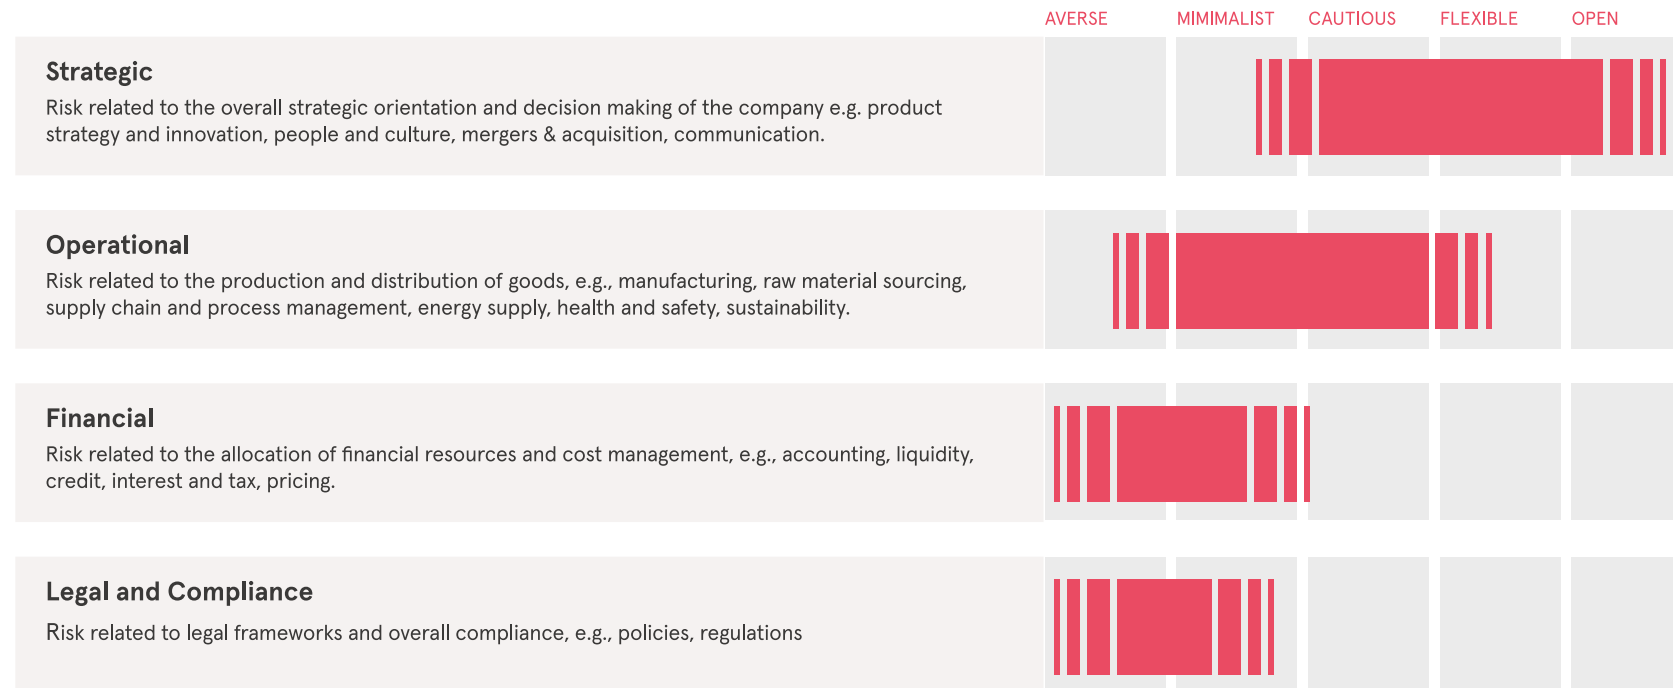 AVERSE MIMIMALIST CAUTIOUS FLEXIBLE OPEN
Strategic
Risk related to the overall strategic orientation and decision making of the company e.g. product
strategy and innovation, people and culture, mergers & acquisition, communication.
Operational
Risk related to the production and distribution of goods, e.g., manufacturing, raw material sourcing,
supply chain and process management, energy supply, health and safety, sustainability.
Financial
Risk related to the allocation of financial resources and cost management, e.g., accounting, liquidity,
credit, interest and tax, pricing.
Legal and Compliance
Risk related to legal frameworks and overall compliance, e.g., policies, regulations